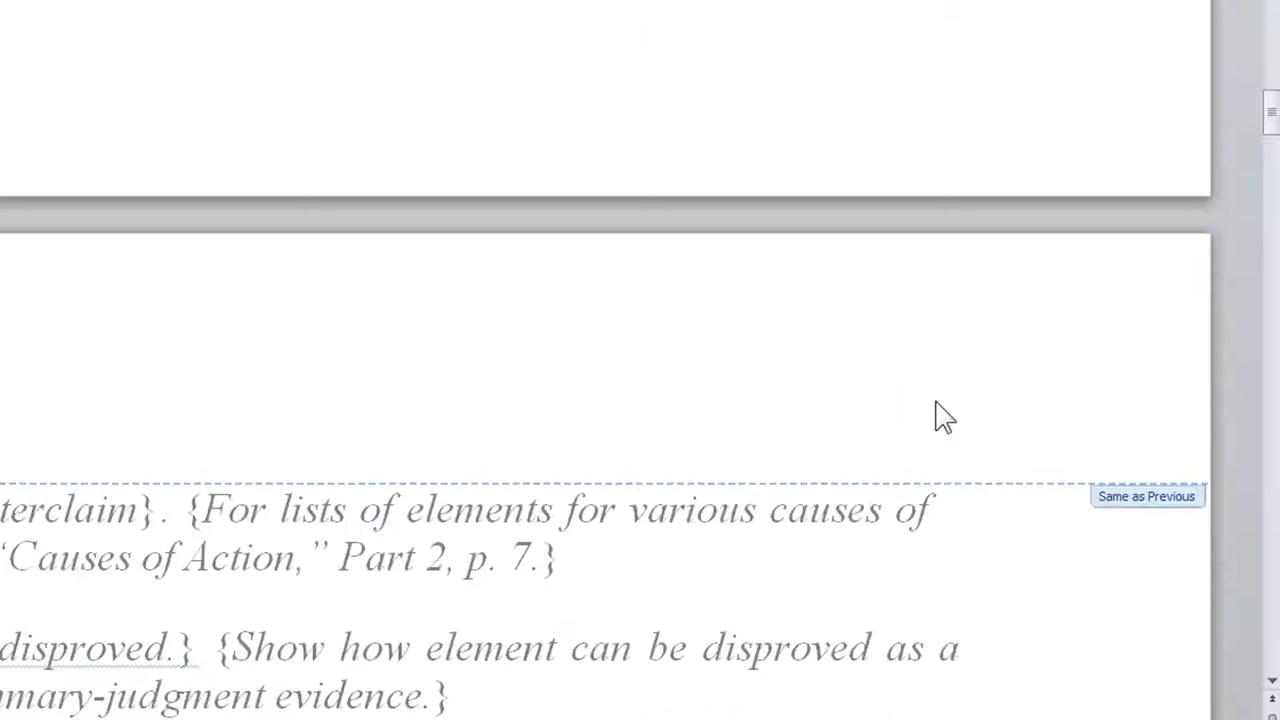 Same as Previous
terclaim}. {For lists of elements for various causes of
“Causes of Action,” Part 2, p. 7.}
disproved.} {Show how element can be disproved as a
mary-judgment evidence.}